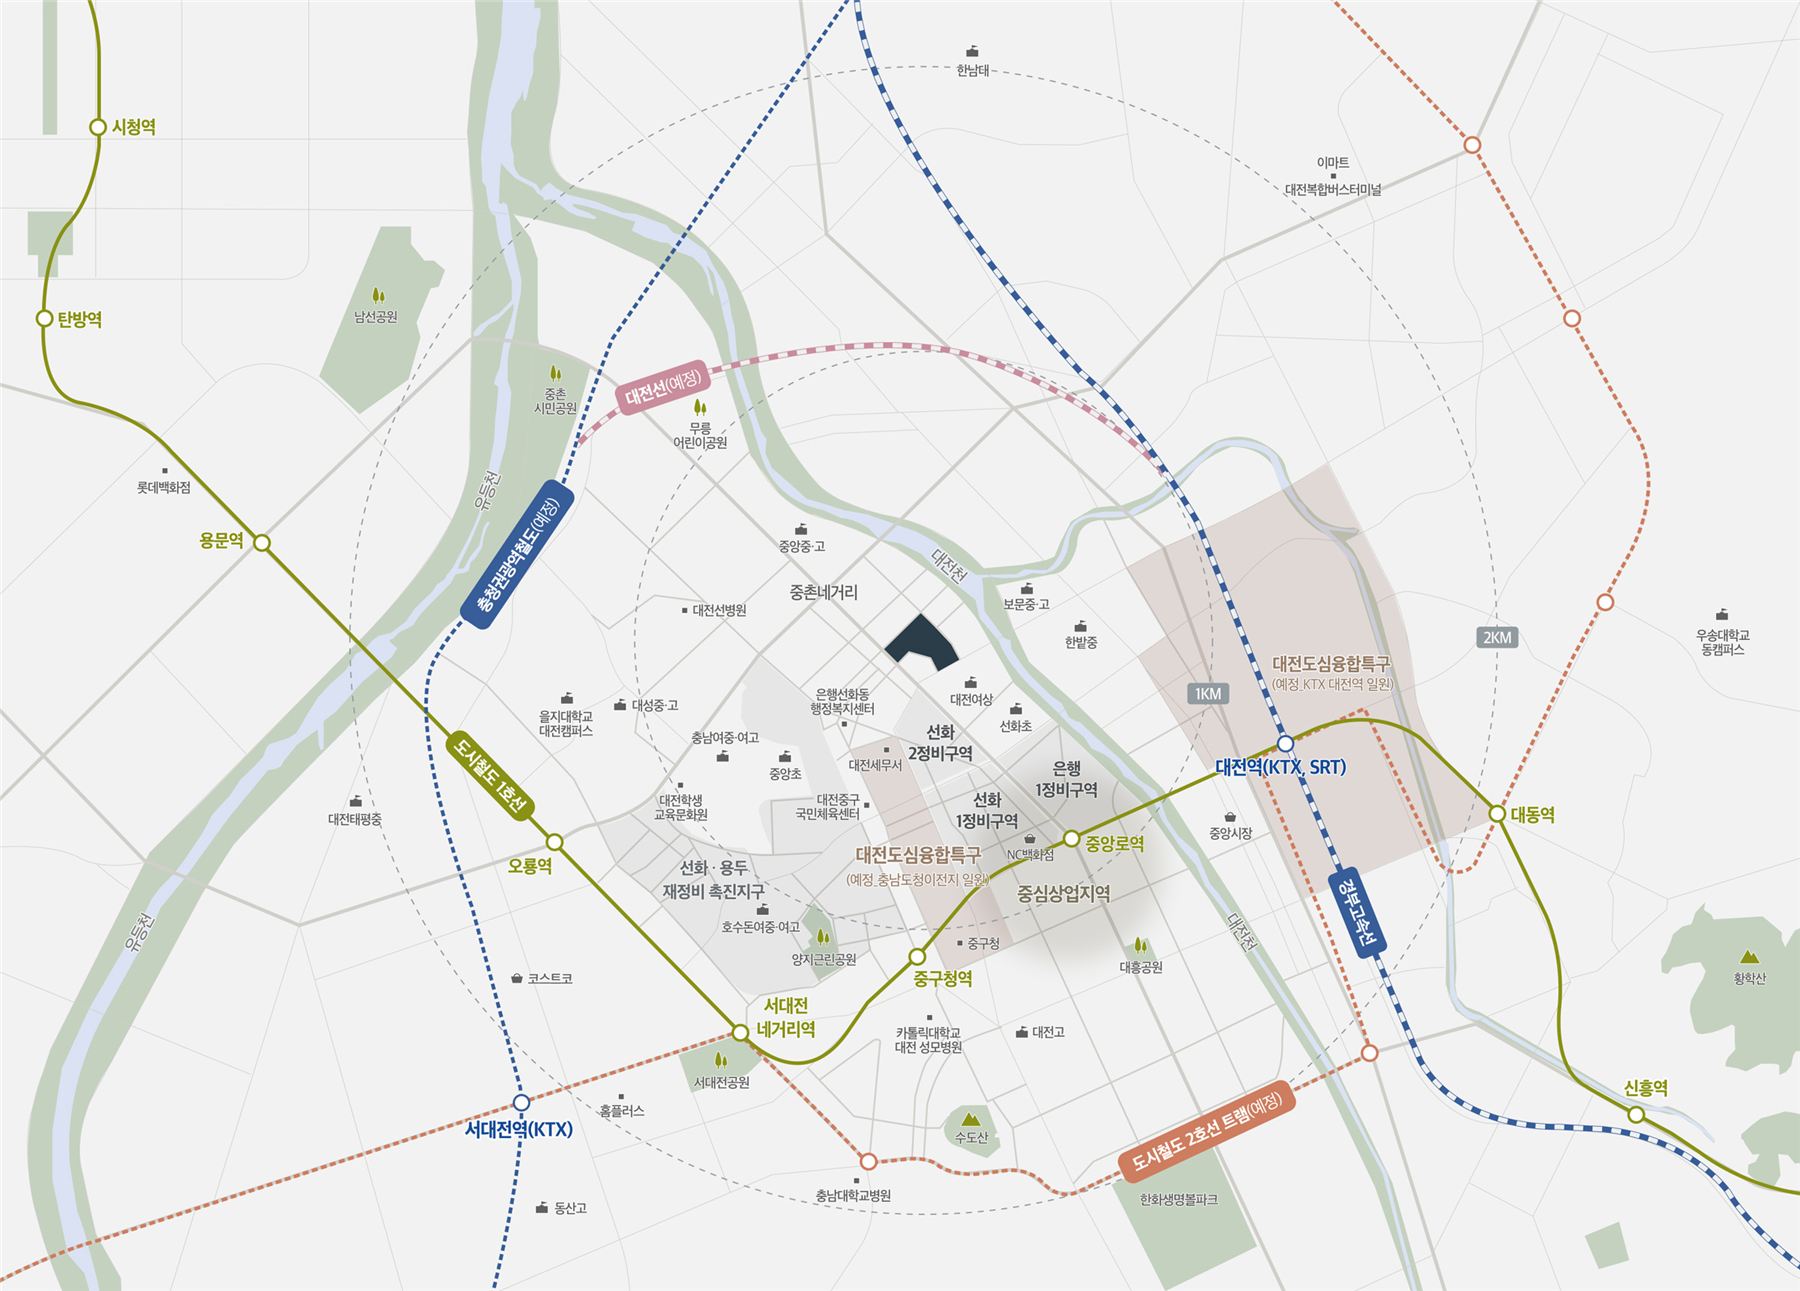 한남대
시청역
이마트
대전복합버스터미널
탄방역
남선공원
대전선(예정)
중촌
시민공원
무릉
어린이공원
롯데백화점
유등천
용문역
충청권광역철도(예정)
중앙중·고
대전천
중촌네거리
보문중·고
대전선병원
한밭중
2KM
우송대학교
동캠퍼스
대전도심융합특구
(예정_KTX 대전역 일원)
1KM
을지대학교
대전캠퍼스
대성중·고
은행선화동
행정복지센터
대전여상
선화초
충남여중·여고
선화
2정비구역
대전세무서
중앙초
은행
1정비구역
대전역(KTX, SRT)
도시철도 1호선
대전태평중
대전학생
교육문화원
대전중구
국민체육센터
선화
1정비구역
중앙시장
대동역
오룡역
NC백화점
중앙로역
선화·용두
재정비 촉진지구
대전도심융합특구
(예정_충남도청이전지 일원)
중심상업지역
경부고속선
호수돈여중·여고
유등천
양지근린공원
중구청
대흥공원
대전천
코스트코
중구청역
황학산
서대전
네거리역
카톨릭대학교
대전 성모병원
대전고
서대전공원
신흥역
홈플러스
서대전역(KTX)
수도산
도시철도 2호선 트램(예정)
충남대학교병원
한화생명볼파크
동산고